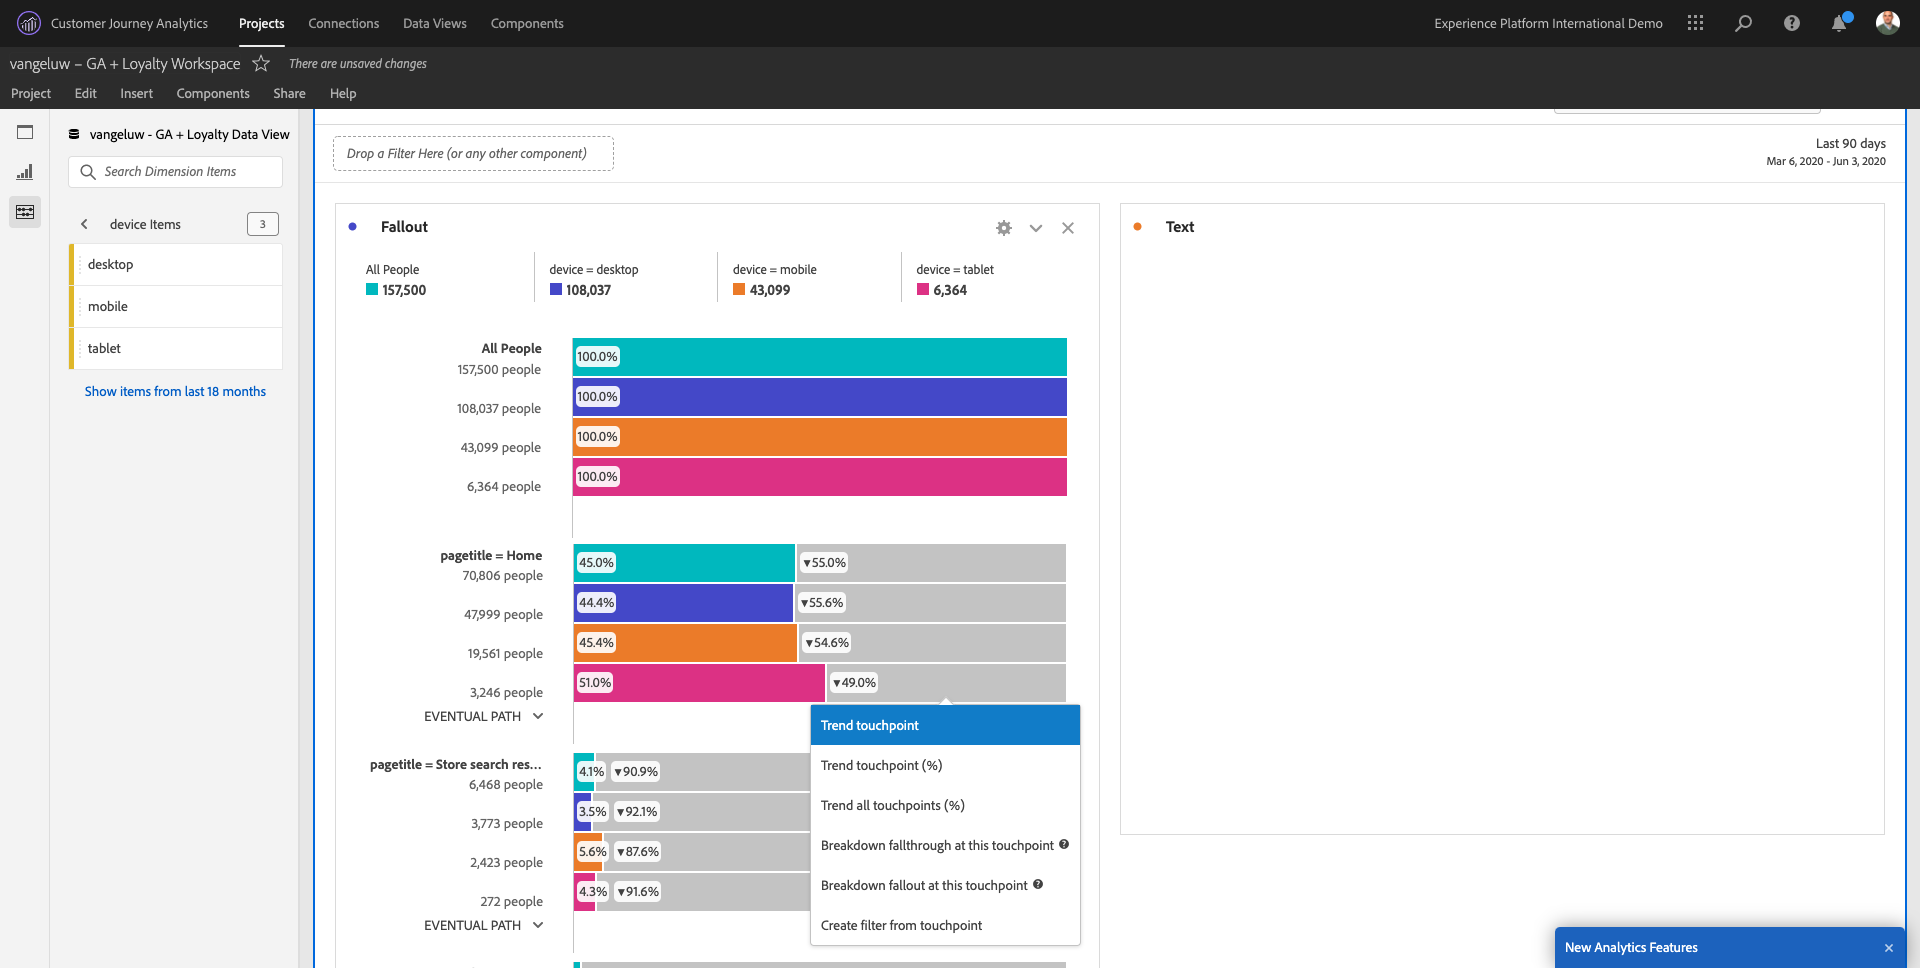 Customer Journey Analytics
Projects
Connections
Data Views
Components
Experience Platform International Demo
vangeluw – GA + Loyalty Workspace
There are unsaved changes
Project
Edit
Insert
Components
Share
Help
vangeluw - GA + Loyalty Data View
Search Dimension Items
device Items
3
desktop
mobile
tablet
Show items from last 18 months
Drop a Filter Here (or any other component)
Last 90 days
Mar 6, 2020 - Jun 3, 2020
Fallout
All People
157,500
device = desktop
108,037
device = mobile
43,099
device = tablet
6,364
All People
157,500 people
100.0%
108,037 people
100.0%
43,099 people
100.0%
6,364 people
100.0%
pagetitle = Home
70,806 people
45.0%
▼55.0%
47,999 people
44.4%
▼55.6%
19,561 people
45.4%
▼54.6%
3,246 people
51.0%
▼49.0%
EVENTUAL PATH
pagetitle = Store search res...
6,468 people
4.1%
▼90.9%
3,773 people
3.5%
▼92.1%
2,423 people
5.6%
▼87.6%
272 people
4.3%
▼91.6%
EVENTUAL PATH
Trend touchpoint
Trend touchpoint (%)
Trend all touchpoints (%)
Breakdown fallthrough at this touchpoint
Breakdown fallout at this touchpoint
Create filter from touchpoint
Text
New Analytics Features